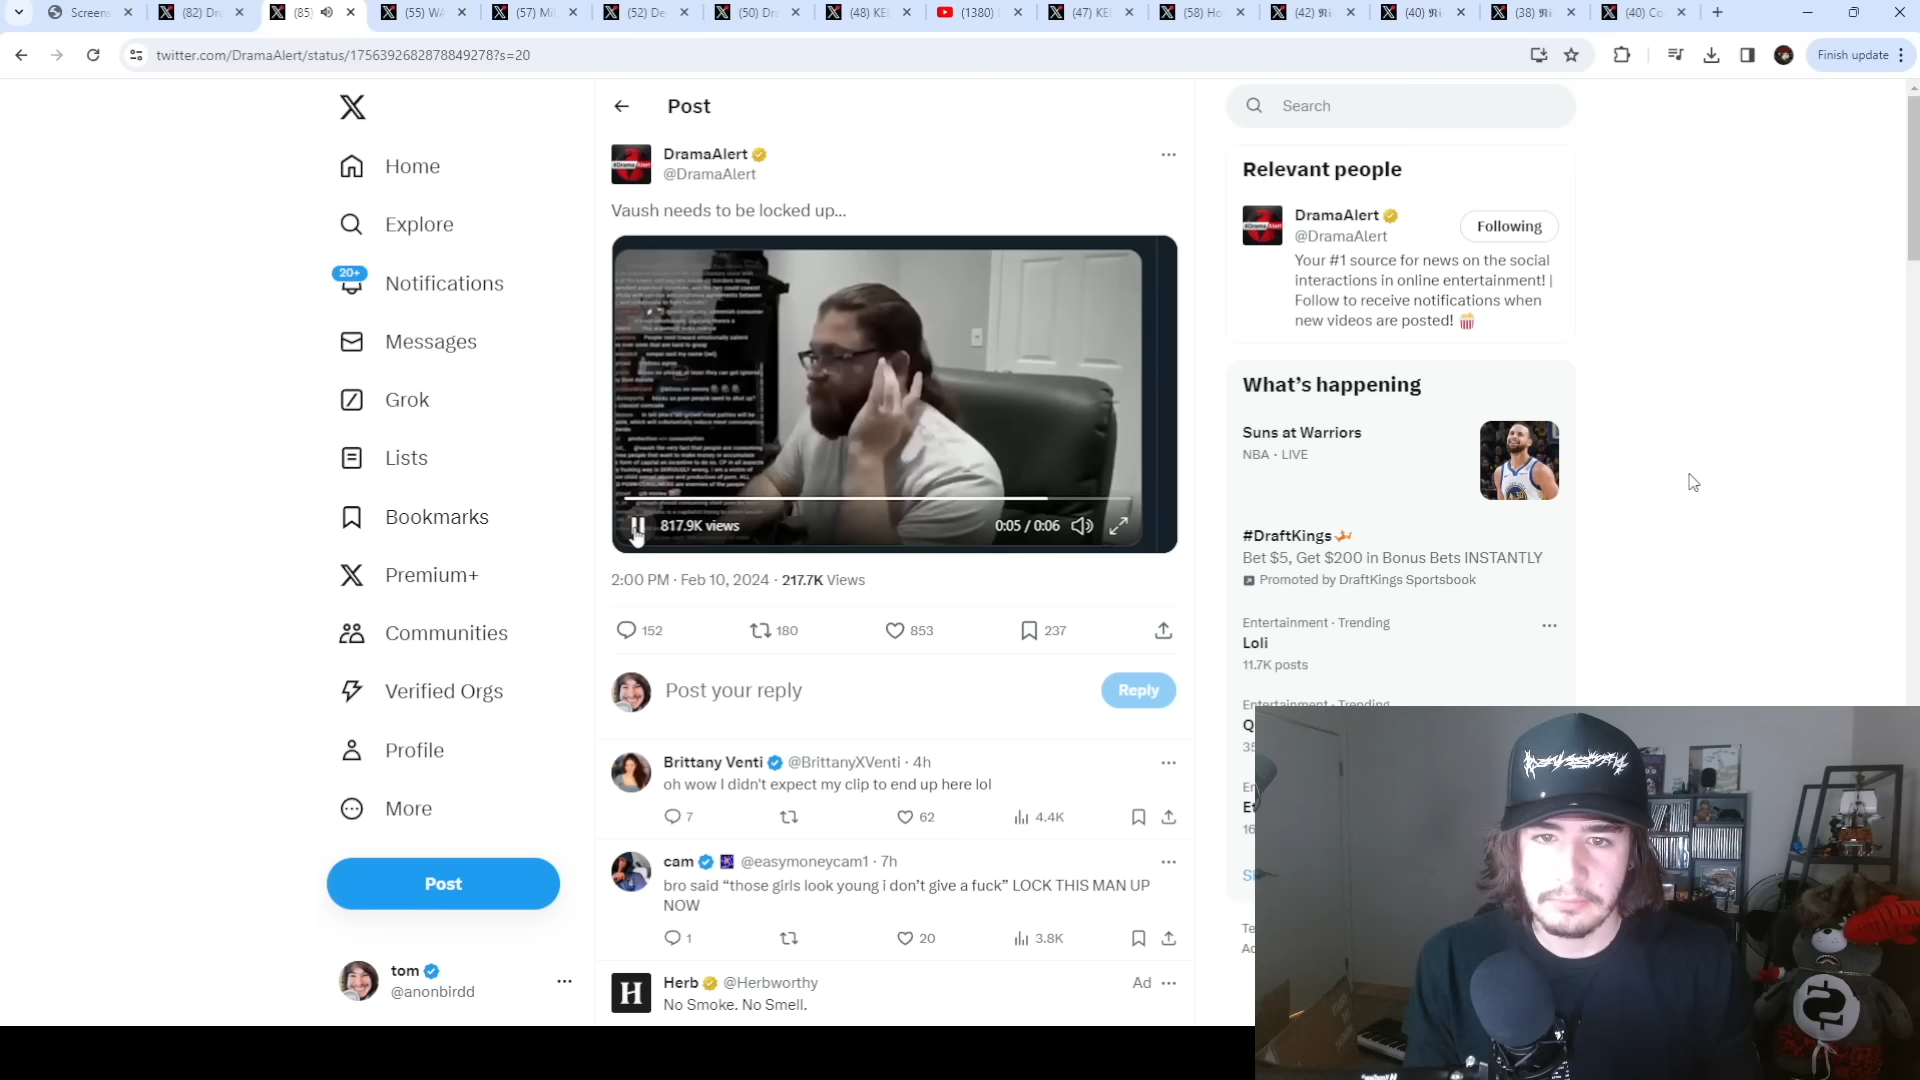 Screens
(82) Dra
(85)
(55) WA
(57) Mi
(52) De
(50) Dra
(48) KE
(1380)
(47) KE
(58) Ho
(42)
(40)
(38)
(40) Co
twitter.com/DramaAlert/status/1756392682878849278?s=20
Finish update
Home
Explore
20+
Notifications
Messages
Grok
Lists
Bookmarks
Premium+
Communities
Verified Orgs
Profile
More
Post
tom
@anonbirdd
Post
DramaAlert
@DramaAlert
Vaush needs to be locked up...
817.9K views
0:05 / 0:06
2:00 PM · Feb 10, 2024 · 217.7K Views
152
180
853
237
Post your reply
Reply
Brittany Venti @BrittanyXVenti · 4h
oh wow I didn't expect my clip to end up here lol
7
62
4.4K
cam @easymoneycam1 · 7h
bro said “those girls look young i don’t give a fuck” LOCK THIS MAN UP
NOW
1
20
3.8K
Herb @Herbworthy
Ad
No Smoke. No Smell.
Search
Relevant people
DramaAlert
@DramaAlert
Following
Your #1 source for news on the social
interactions in online entertainment! |
Follow to receive notifications when
new videos are posted!
What’s happening
Suns at Warriors
NBA · LIVE
#DraftKings
Bet $5, Get $200 in Bonus Bets INSTANTLY
Promoted by DraftKings Sportsbook
Entertainment · Trending
Loli
11.7K posts
Entertainment · Trending